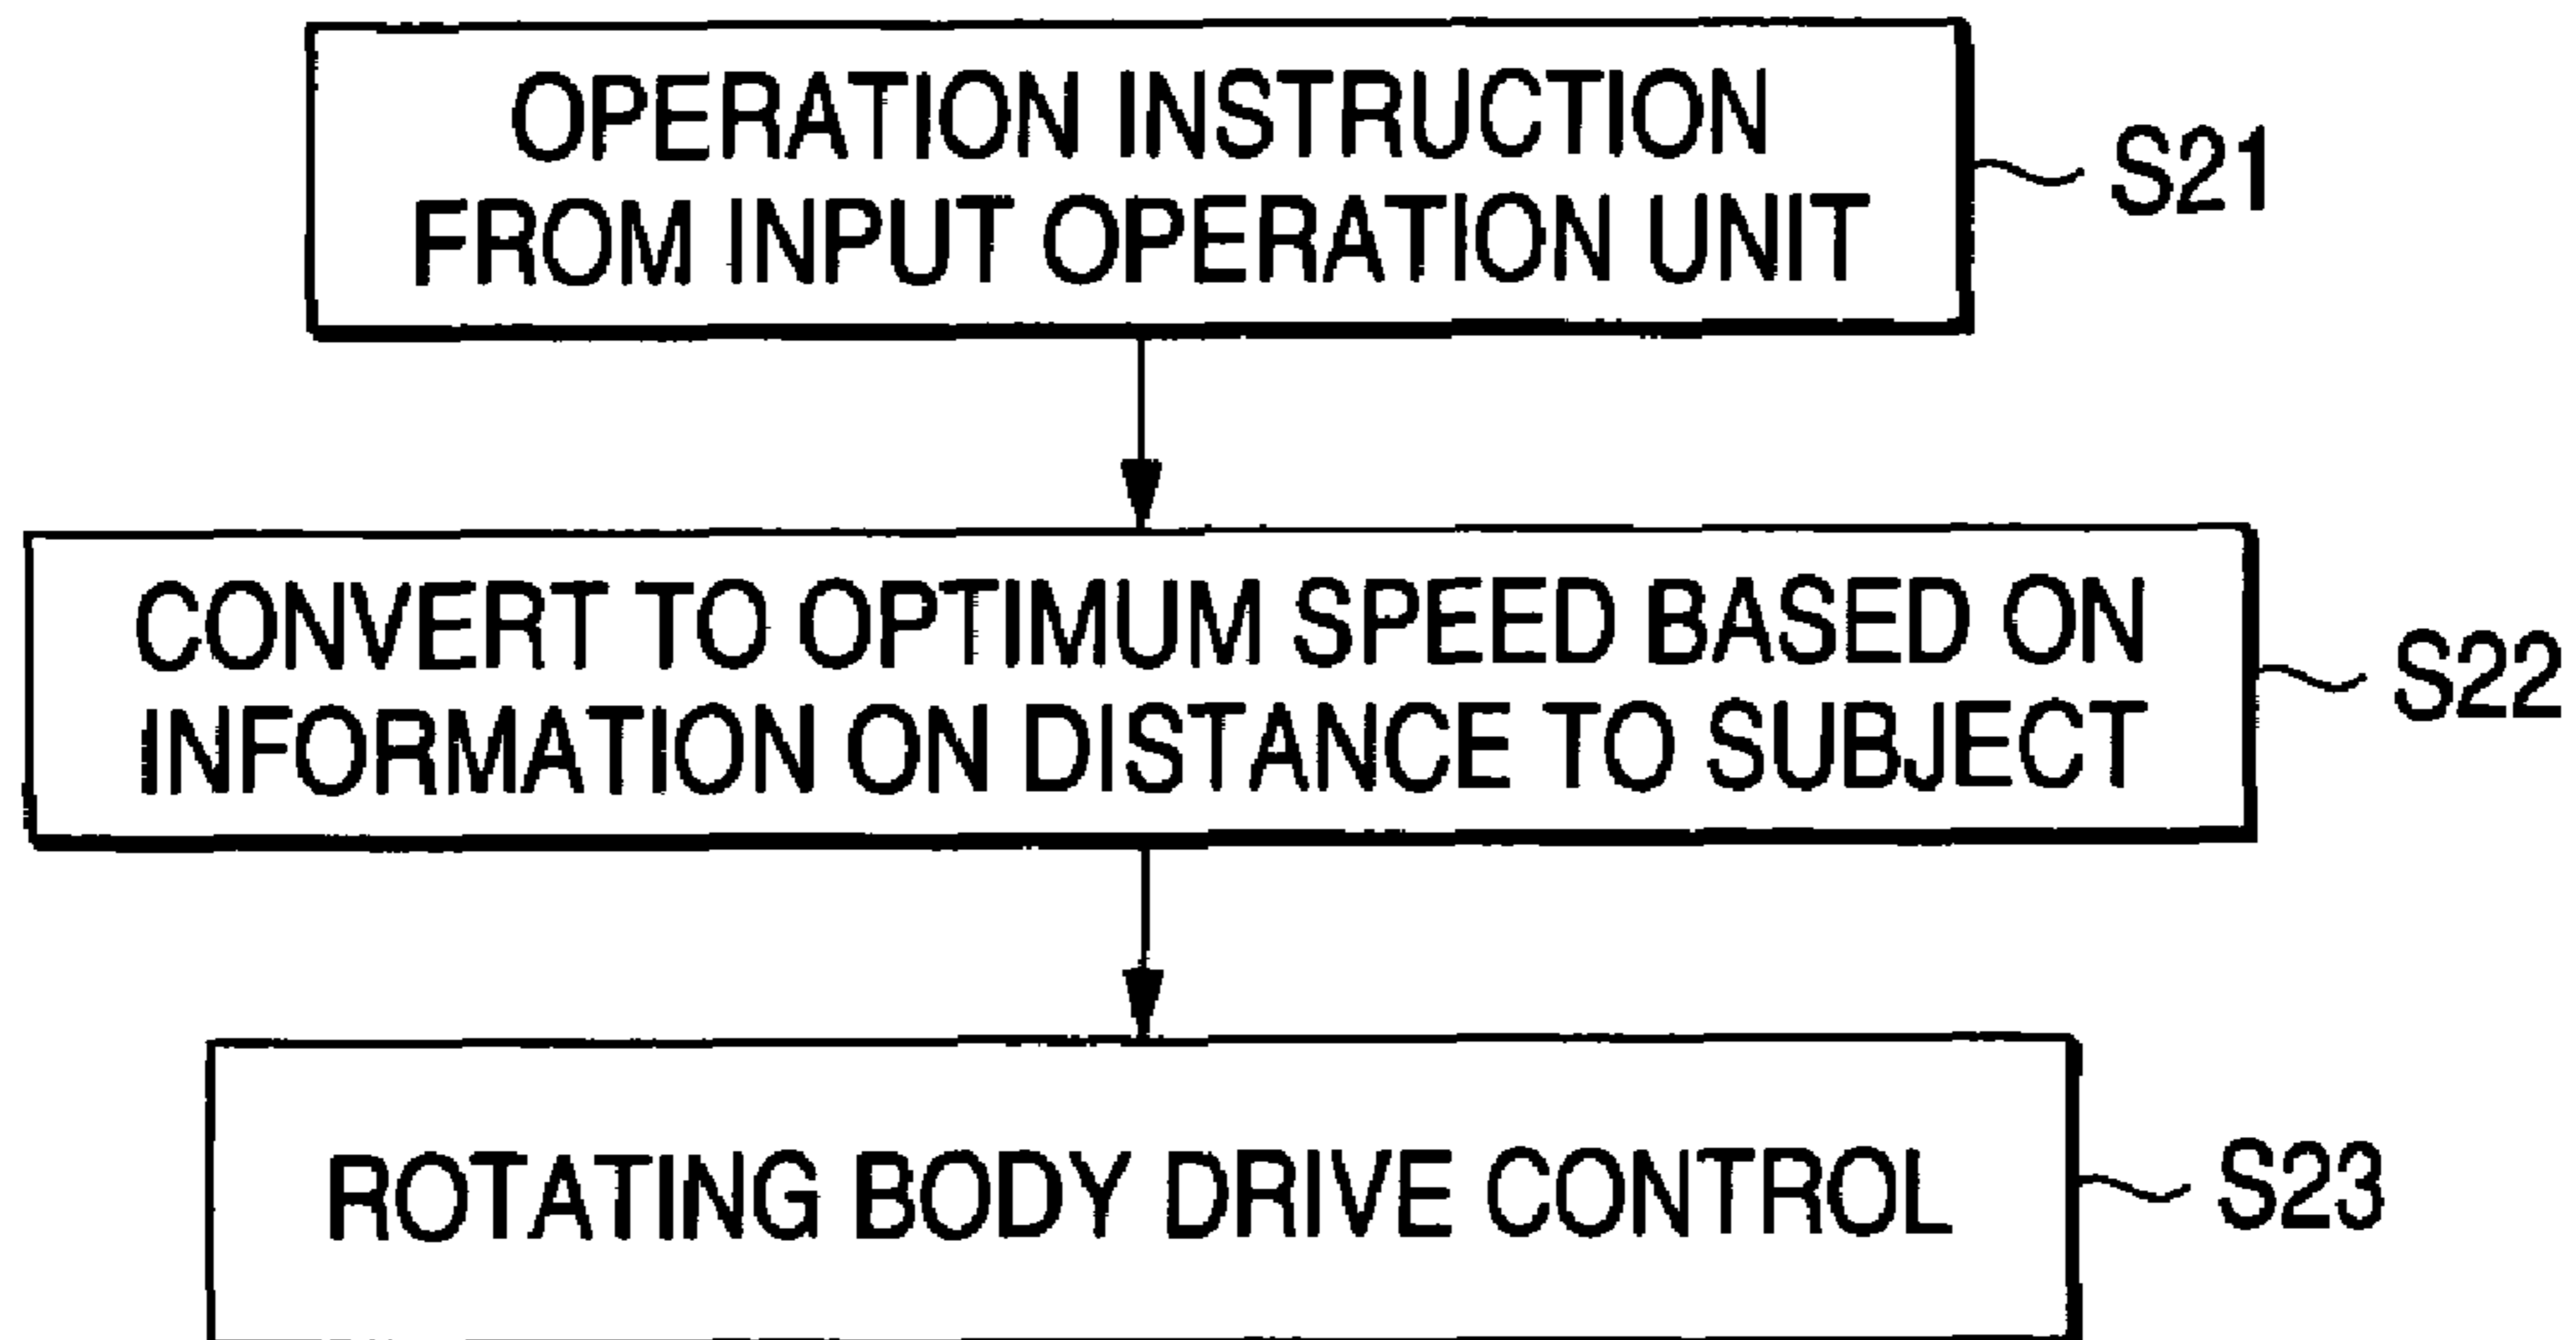 OPERATION INSTRUCTION
FROM INPUT OPERATION UNIT
S21
CONVERT TO OPTIMUM SPEED BASED ON
INFORMATION ON DISTANCE TO SUBJECT
S22
ROTATING BODY DRIVE CONTROL
S23